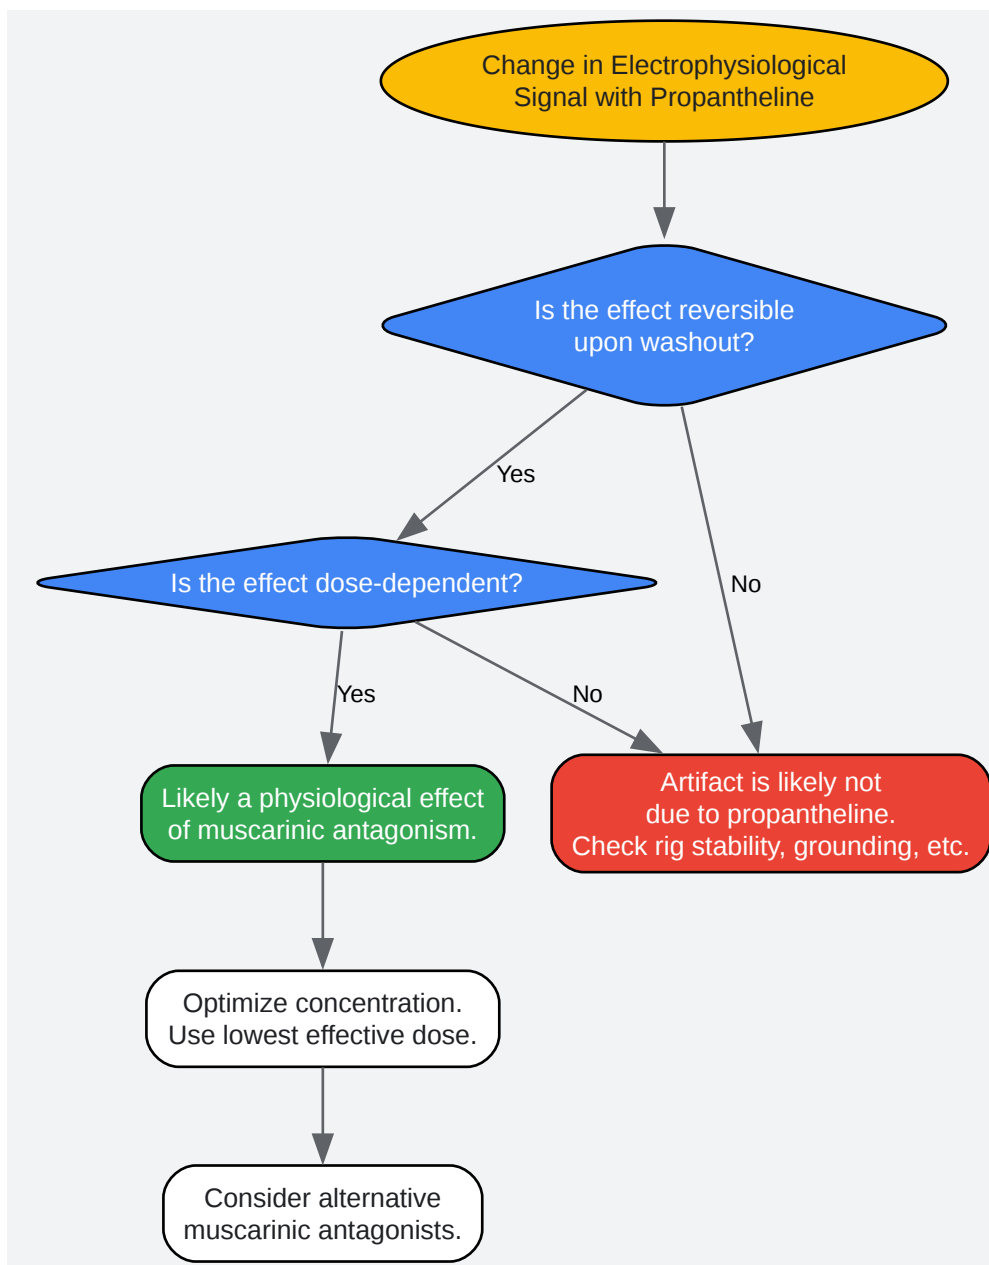 Change in Electrophysiological
Signal with Propantheline
Is the effect reversible
upon washout?
Yes
Is the effect dose-dependent?
No
Yes
No
Likely a physiological effect
of muscarinic antagonism.
Artifact is likely not
due to propantheline.
Check rig stability, grounding, etc.
Optimize concentration.
Use lowest effective dose.
Consider alternative
muscarinic antagonists.